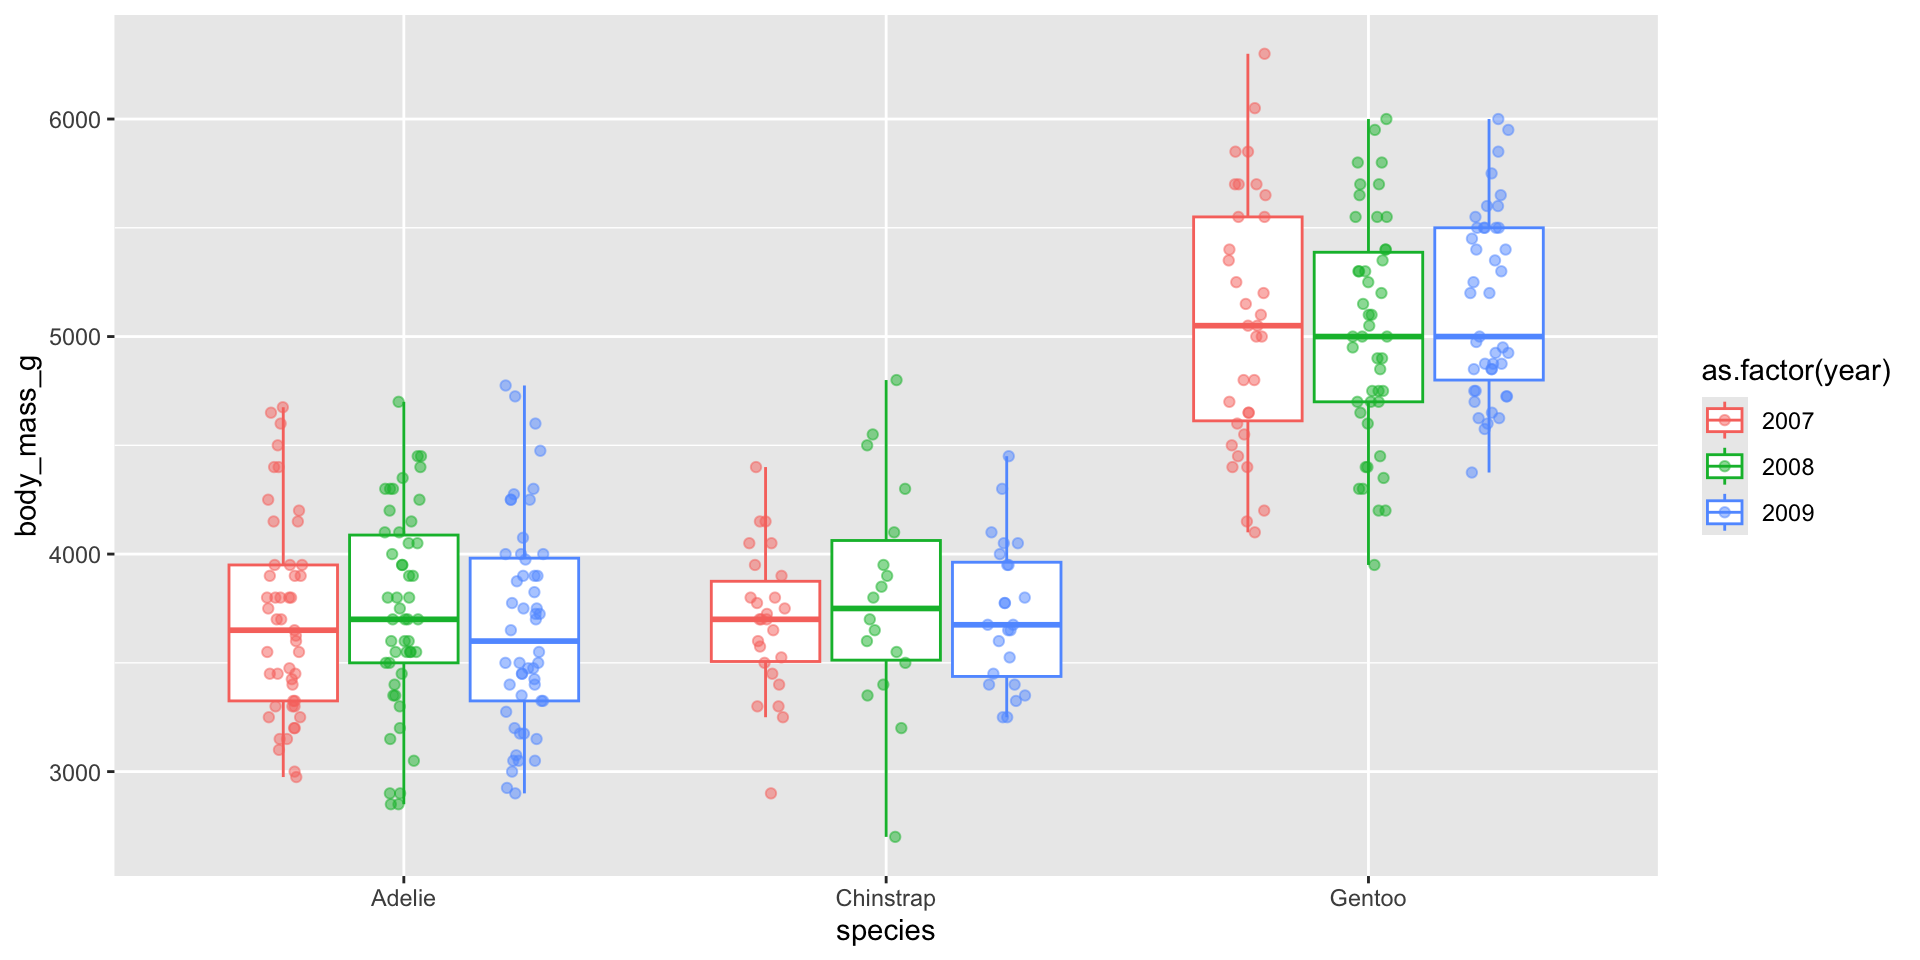 body_mass_g
6000
5000
4000
3000
Adelie
Chinstrap
Gentoo
species
as.factor(year)
2007
2008
2009